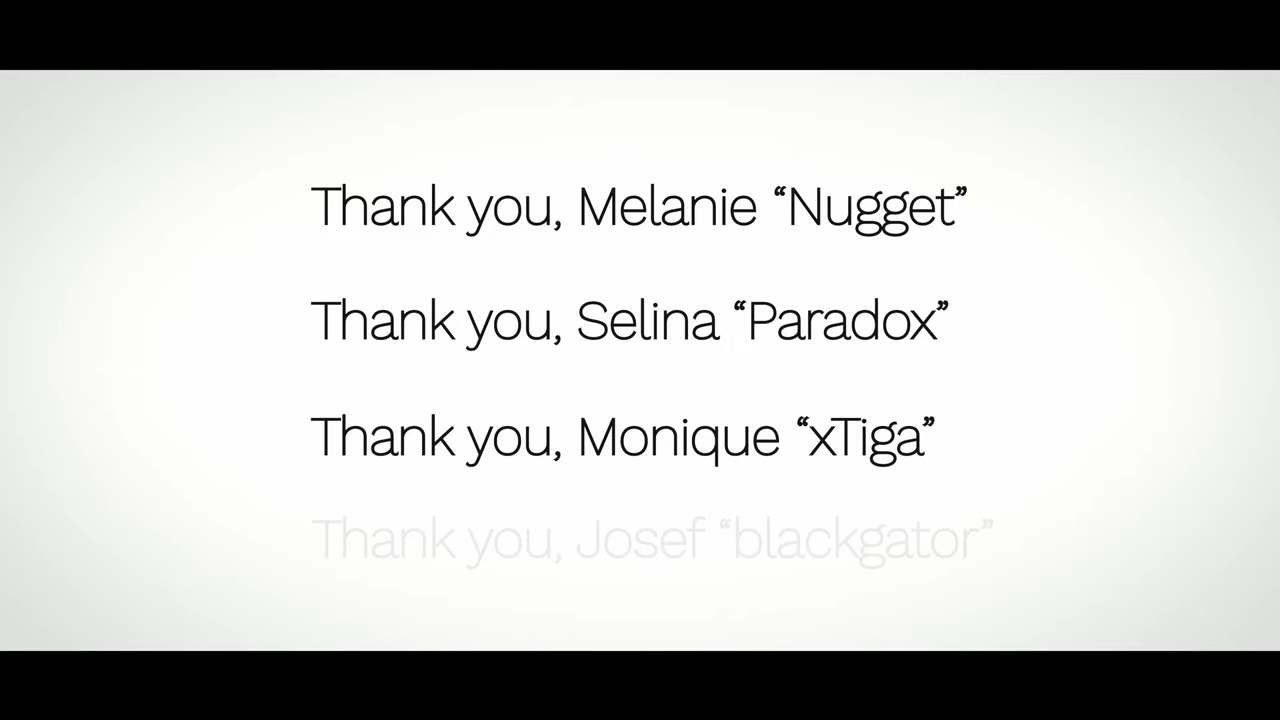 Thank you, Melanie “Nugget”
Thank you, Selina “Paradox”
Thank you, Monique “xTiga”
Thank you, Josef “blackgator”